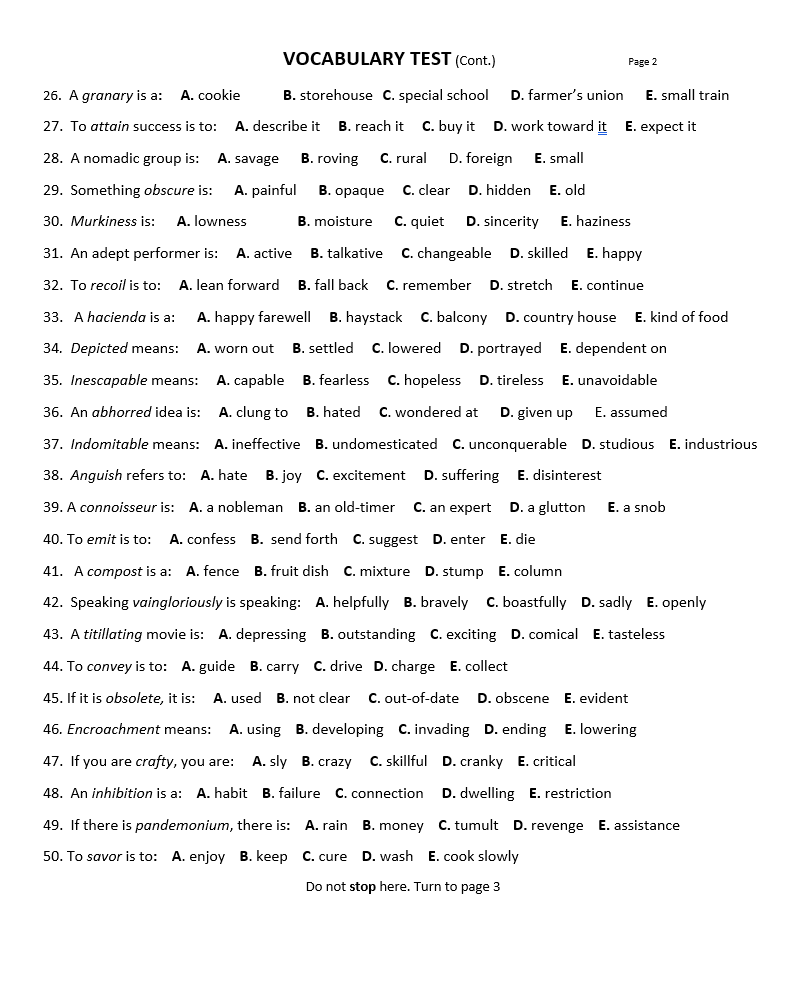 VOCABULARY TEST (Cont.) Page 2
26. A granary is a: A. cookie B. storehouse C. special school D. farmer’s union E. small train
27. To attain success is to: A. describe it B. reach it C. buy it D. work toward it E. expect it
28. A nomadic group is: A. savage B. roving C. rural D. foreign E. small
29. Something obscure is: A. painful B. opaque C. clear D. hidden E. old
30. Murkiness is: A. lowness B. moisture C. quiet D. sincerity E. haziness
31. An adept performer is: A. active B. talkative C. changeable D. skilled E. happy
32. To recoil is to: A. lean forward B. fall back C. remember D. stretch E. continue
33. A hacienda is a: A. happy farewell B. haystack C. balcony D. country house E. kind of food
34. Depicted means: A. worn out B. settled C. lowered D. portrayed E. dependent on
35. Inescapable means: A. capable B. fearless C. hopeless D. tireless E. unavoidable
36. An abhorred idea is: A. clung to B. hated C. wondered at D. given up E. assumed
37. Indomitable means: A. ineffective B. undomesticated C. unconquerable D. studious E. industrious
38. Anguish refers to: A. hate B. joy C. excitement D. suffering E. disinterest
39. A connoisseur is: A. a nobleman B. an old-timer C. an expert D. a glutton E. a snob
40. To emit is to: A. confess B. send forth C. suggest D. enter E. die
41. A compost is a: A. fence B. fruit dish C. mixture D. stump E. column
42. Speaking vaingloriously is speaking: A. helpfully B. bravely C. boastfully D. sadly E. openly
43. A titillating movie is: A. depressing B. outstanding C. exciting D. comical E. tasteless
44. To convey is to: A. guide B. carry C. drive D. charge E. collect
45. If it is obsolete, it is: A. used B. not clear C. out-of-date D. obscene E. evident
46. Encroachment means: A. using B. developing C. invading D. ending E. lowering
47. If you are crafty, you are: A. sly B. crazy C. skillful D. cranky E. critical
48. An inhibition is a: A. habit B. failure C. connection D. dwelling E. restriction
49. If there is pandemonium, there is: A. rain B. money C. tumult D. revenge E. assistance
50. To savor is to: A. enjoy B. keep C. cure D. wash E. cook slowly
Do not stop here. Turn to page 3